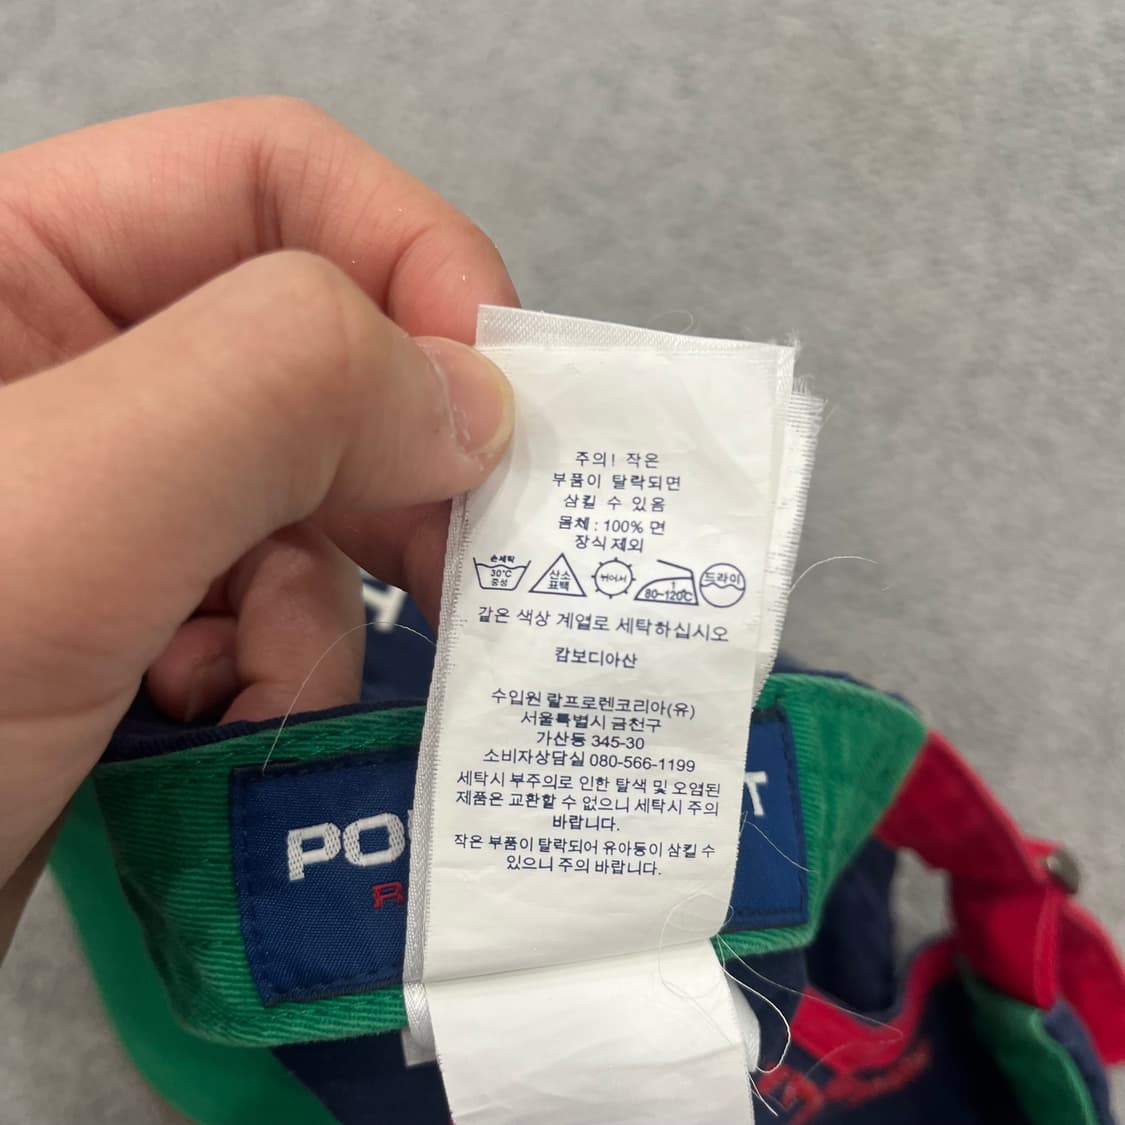 주의! 작은
부품이 탈락되면
삼킬 수 있음
몸체 : 100% 면
장식 제외
손세탁 30℃ 중성
산소 표백
뉘어서
1 80-120℃
드라이
같은 색상 계열로 세탁하십시오
캄보디아산
수입원 랄프로렌코리아(유)
서울특별시 금천구
가산동 345-30
소비자상담실 080-566-1199
세탁시 부주의로 인한 탈색 및 오염된
제품은 교환할 수 없으니 세탁시 주의
바랍니다.
작은 부품이 탈락되어 유아등이 삼킬 수
있으니 주의 바랍니다.
PO
T
R